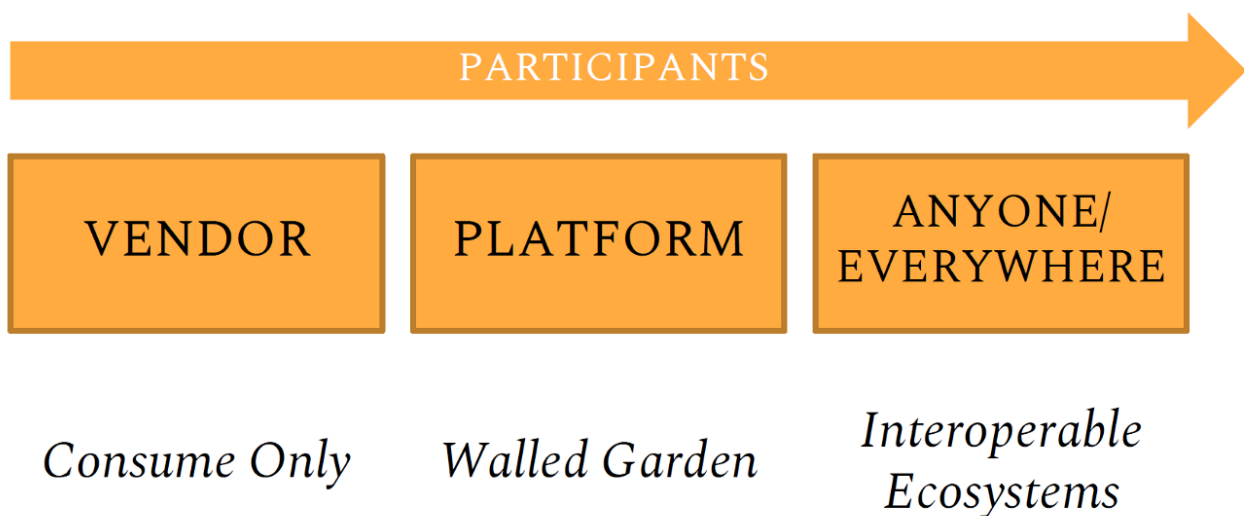 PARTICIPANTS
VENDOR
PLATFORM
ANYONE/
EVERYWHERE
Consume Only
Walled Garden
Interoperable
Ecosystems